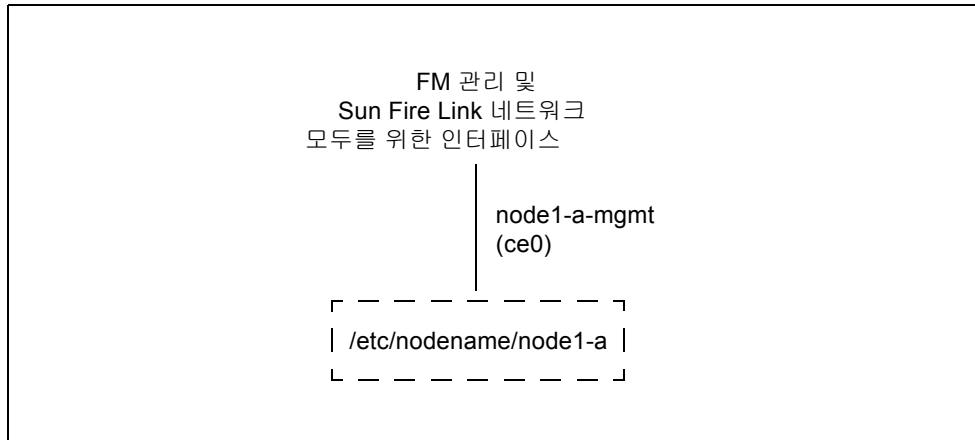 FM 관리 및
Sun Fire Link 네트워크
모두를 위한 인터페이스
node1-a-mgmt
(ce0)
/etc/nodename/node1-a